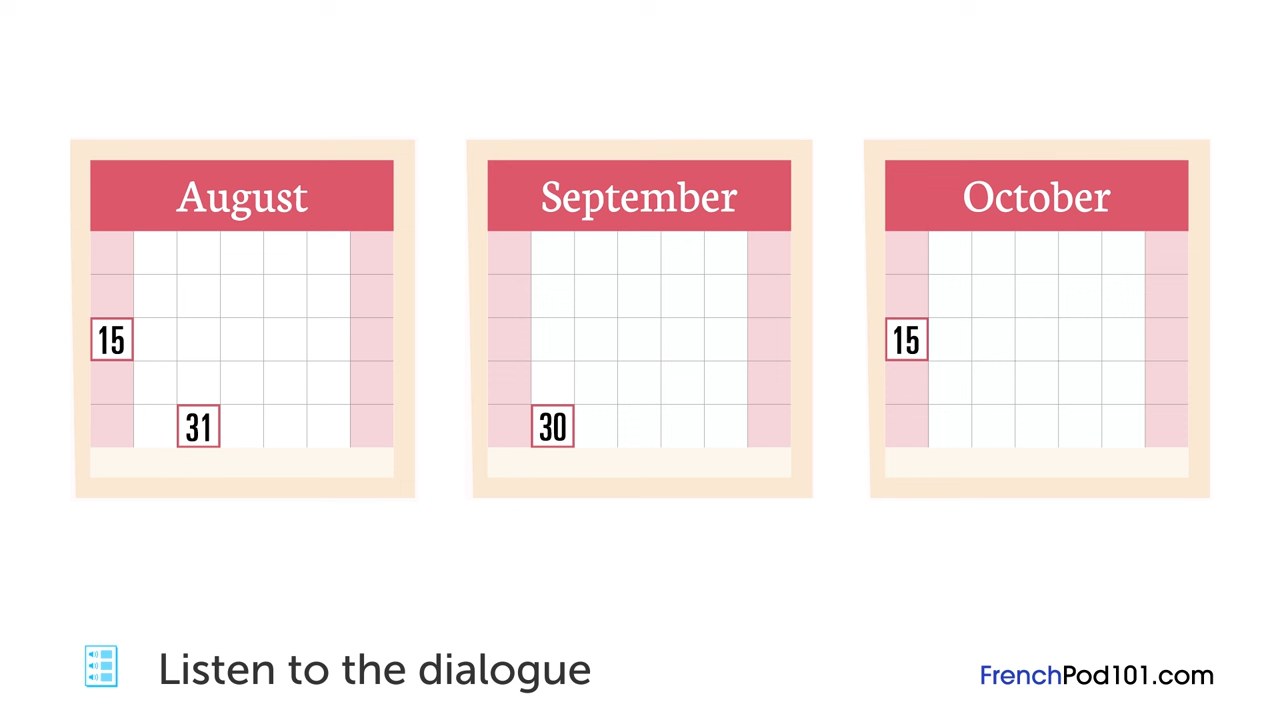 August
September
October
15
15
31
30
Listen to the dialogue
FrenchPod101.com